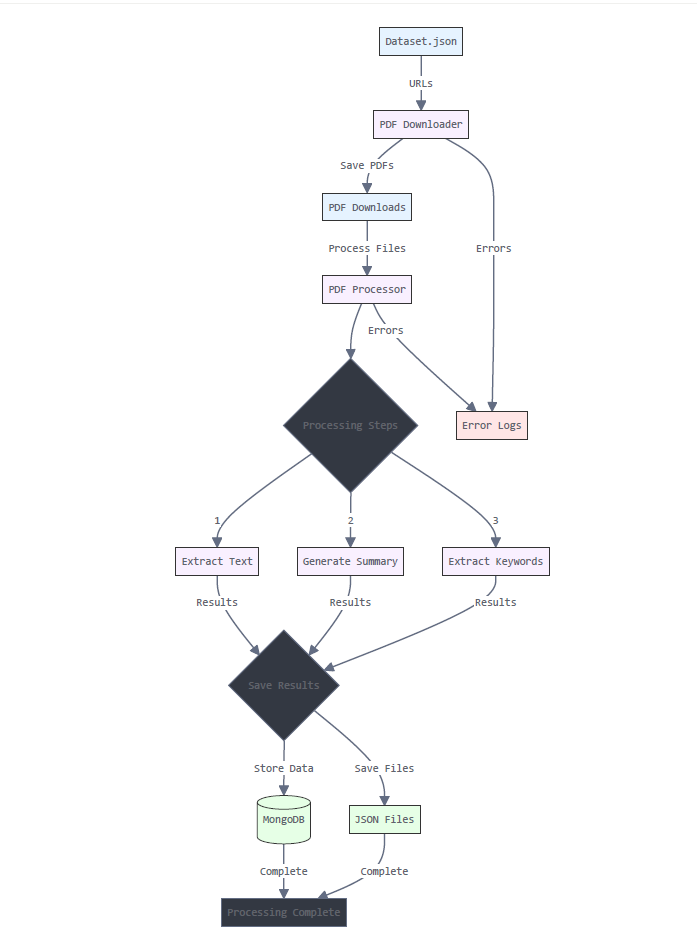 Dataset.json
URLs
PDF Downloader
Save PDFs
PDF Downloads
Process Files
Errors
PDF Processor
Errors
Processing Steps
Error Logs
1
2
3
Extract Text
Generate Summary
Extract Keywords
Results
Results
Results
Save Results
Store Data
Save Files
MongoDB
JSON Files
Complete
Complete
Processing Complete